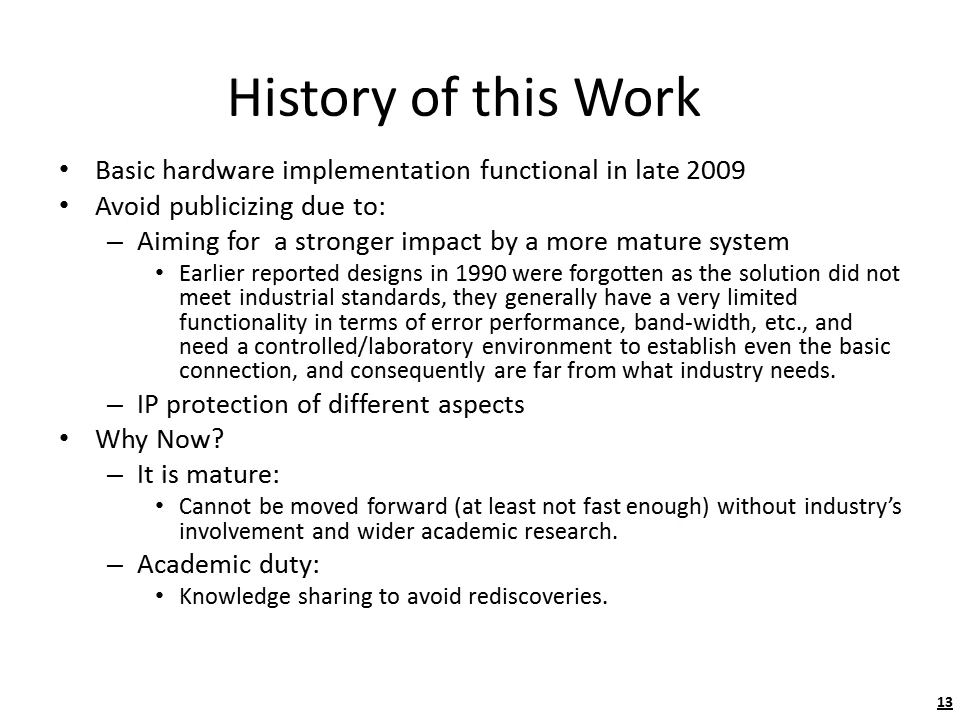 History of this Work
• Basic hardware implementation functional in late 2009
• Avoid publicizing due to:
– Aiming for  a stronger impact by a more mature system
• Earlier reported designs in 1990 were forgotten as the solution did not
meet industrial standards, they generally have a very limited
functionality in terms of error performance, band-width, etc., and
need a controlled/laboratory environment to establish even the basic
connection, and consequently are far from what industry needs.
– IP protection of different aspects
• Why Now?
– It is mature:
• Cannot be moved forward (at least not fast enough) without industry’s
involvement and wider academic research.
– Academic duty:
• Knowledge sharing to avoid rediscoveries.
13